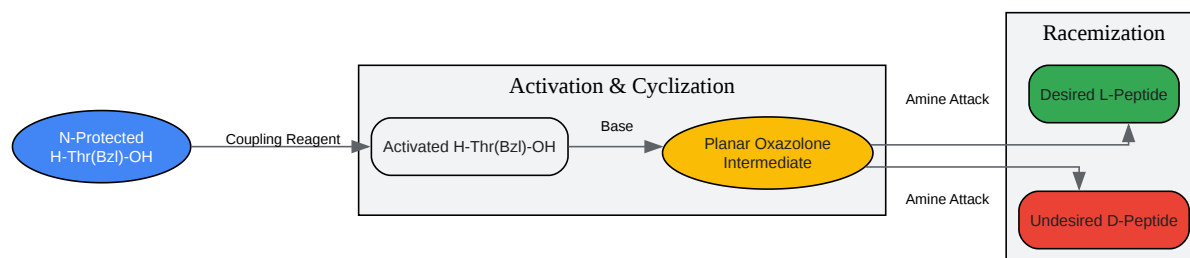 N-Protected
H-Thr(Bzl)-OH
Coupling Reagent
Activation & Cyclization
Activated H-Thr(Bzl)-OH
Base
Planar Oxazolone
Intermediate
Amine Attack
Amine Attack
Racemization
Desired L-Peptide
Undesired D-Peptide